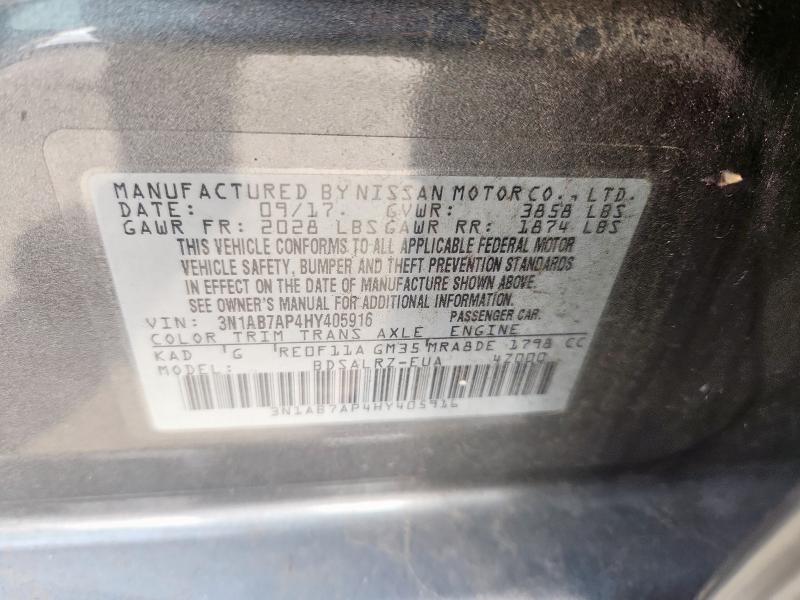 MANUFACTURED BY NISSAN MOTOR CO., LTD.
DATE: 09/17. GVWR: 3858 LBS
GAWR FR: 2028 LBS GAWR RR: 1874 LBS
THIS VEHICLE CONFORMS TO ALL APPLICABLE FEDERAL MOTOR
VEHICLE SAFETY, BUMPER AND THEFT PREVENTION STANDARDS
IN EFFECT ON THE DATE OF MANUFACTURE SHOWN ABOVE.
SEE OWNER'S MANUAL FOR ADDITIONAL INFORMATION.
VIN: 3N1AB7AP4HY405916 PASSENGER CAR.
COLOR TRIM TRANS AXLE ENGINE
KAD G RE0F11A GM35 MRA8DE 1798 CC
MODEL: BDSALRZ-EUA 47000
3N1AB7AP4HY405916